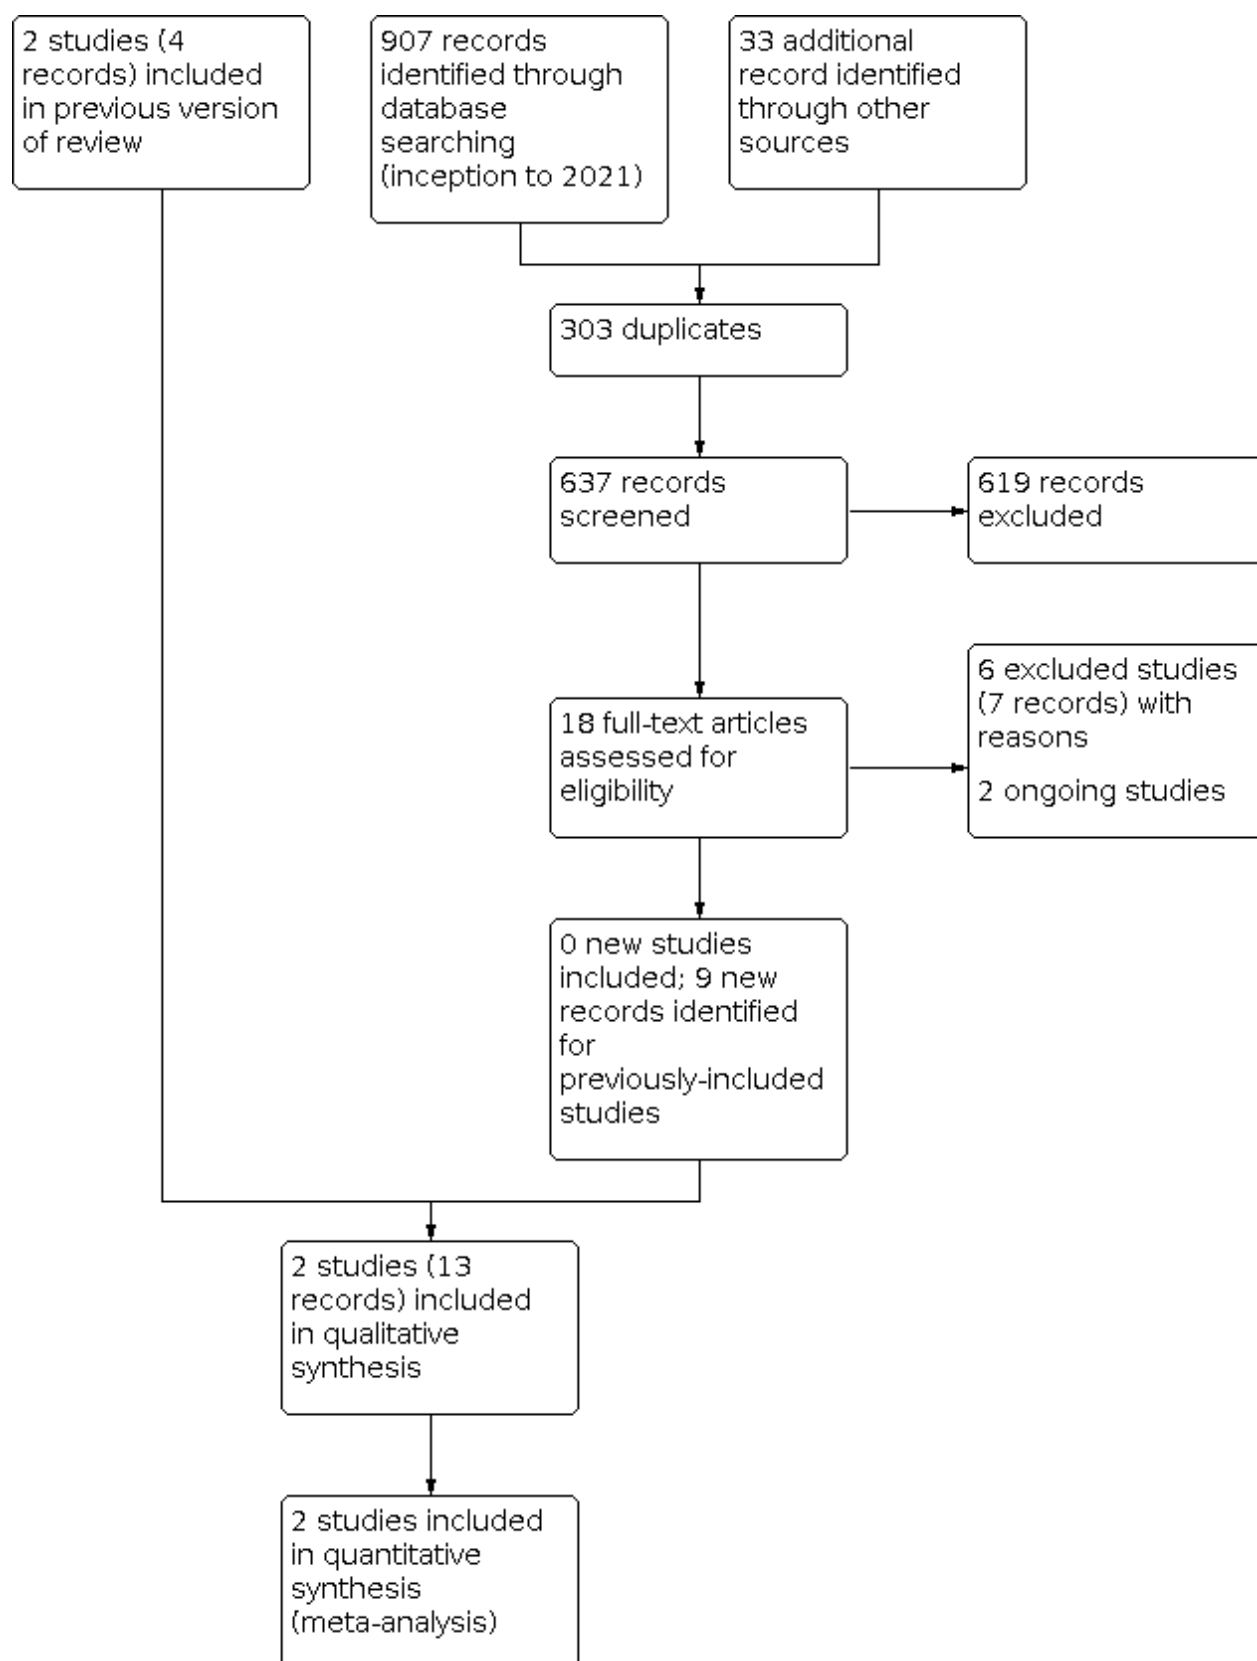 2 studies (4
records) included
in previous version
of review
907 records
identified through
database
searching
(inception to 2021)
33 additional
record identified
through other
sources
303 duplicates
637 records
screened
619 records
excluded
18 full-text articles
assessed for
eligibility
6 excluded studies
(7 records) with
reasons
2 ongoing studies
0 new studies
included; 9 new
records identified
for
previously-included
studies
2 studies (13
records) included
in qualitative
synthesis
2 studies included
in quantitative
synthesis
(meta-analysis)